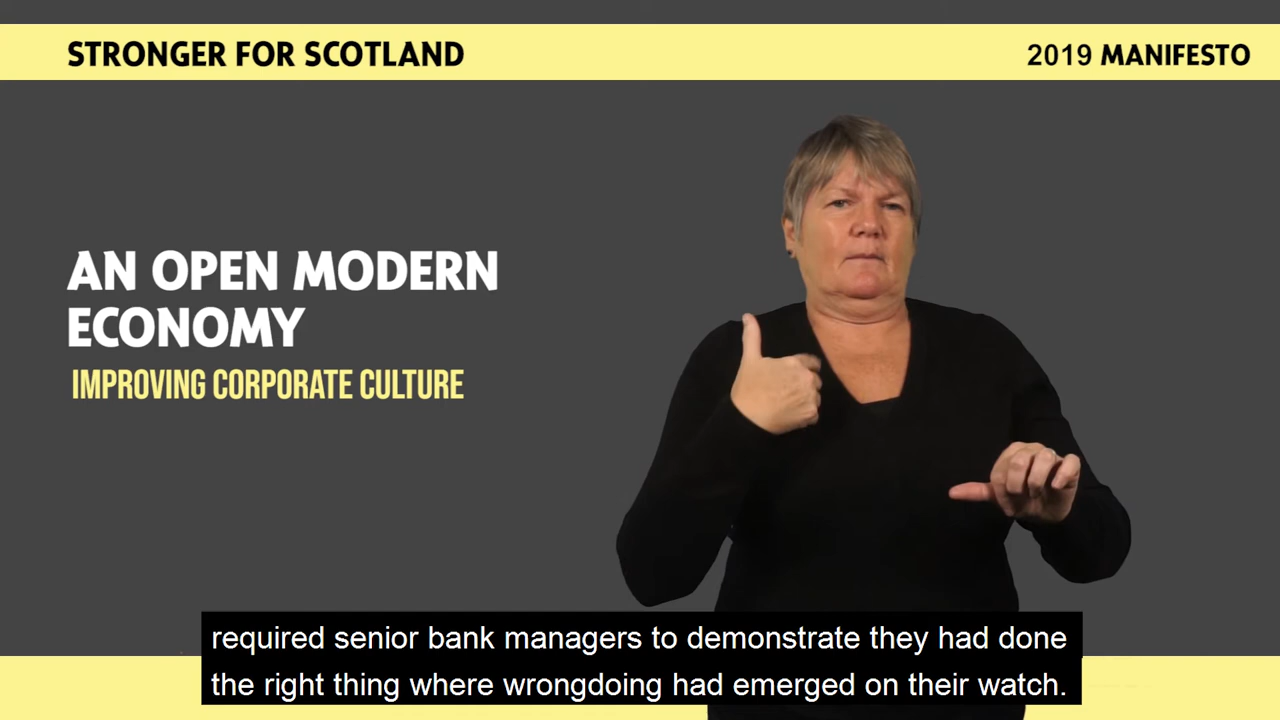 STRONGER FOR SCOTLAND
2019 MANIFESTO
AN OPEN MODERN
ECONOMY
IMPROVING CORPORATE CULTURE
required senior bank managers to demonstrate they had done
the right thing where wrongdoing had emerged on their watch.